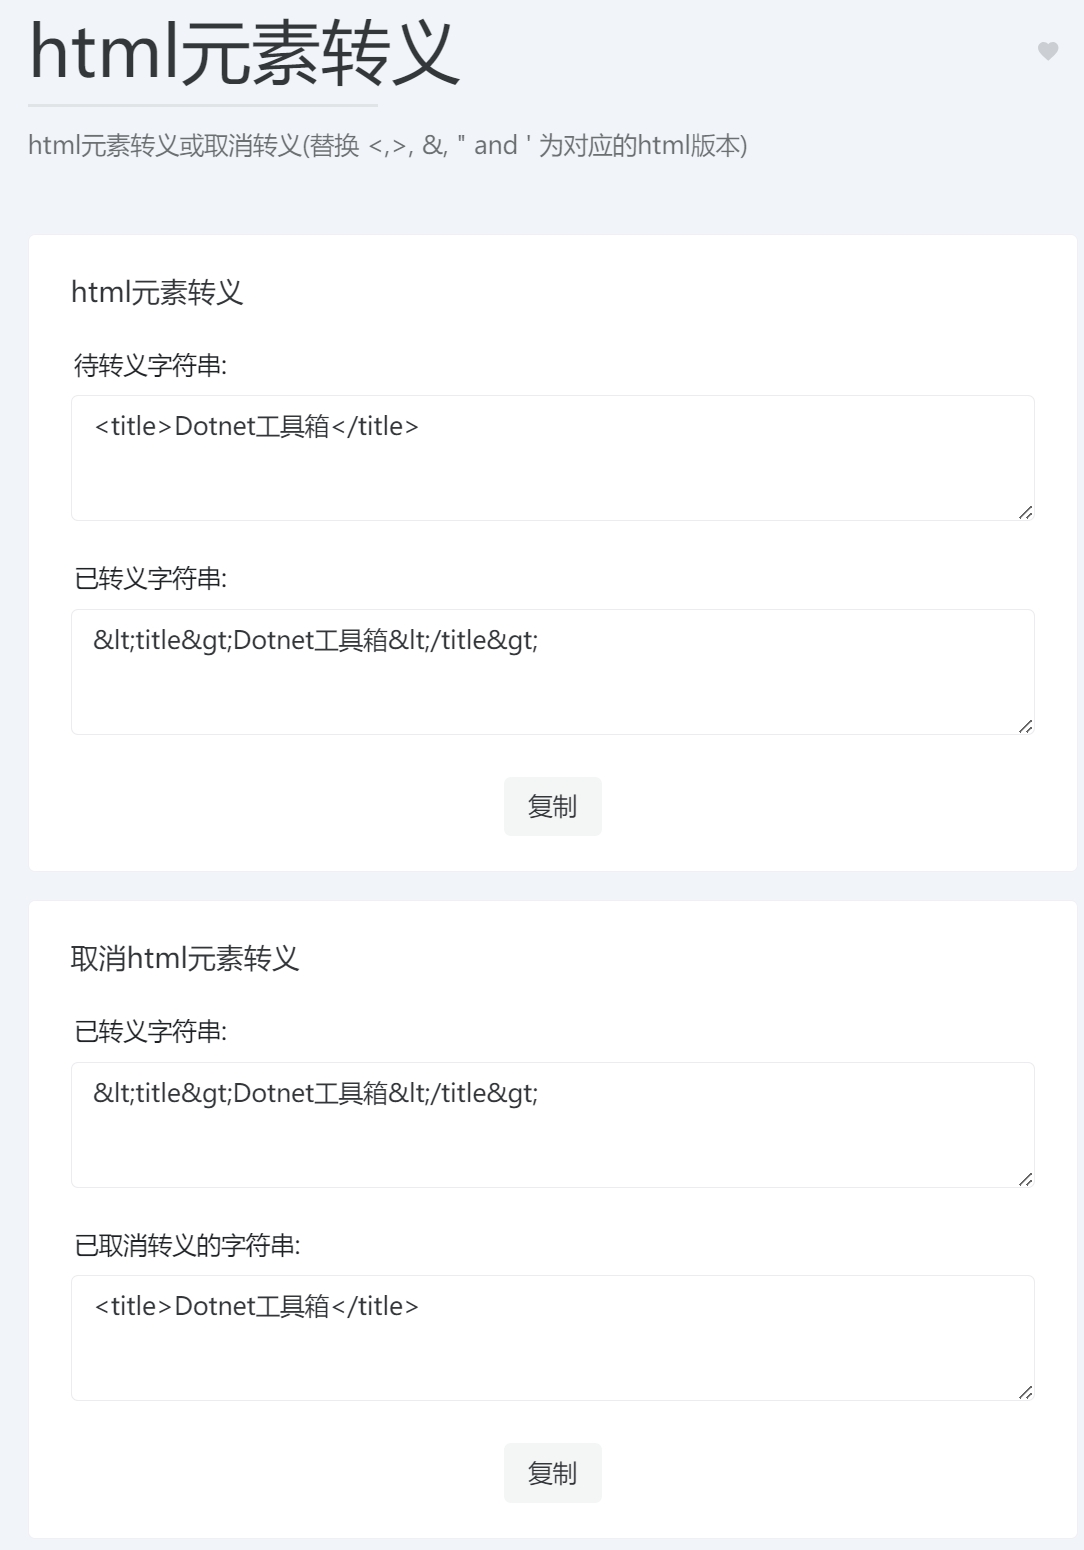 html元素转义
html元素转义或取消转义(替换 <,>, &, " and ' 为对应的html版本)
html元素转义
待转义字符串:
<title>Dotnet工具箱</title>
已转义字符串:
&lt;title&gt;Dotnet工具箱&lt;/title&gt;
复制
取消html元素转义
已转义字符串:
&lt;title&gt;Dotnet工具箱&lt;/title&gt;
已取消转义的字符串:
<title>Dotnet工具箱</title>
复制